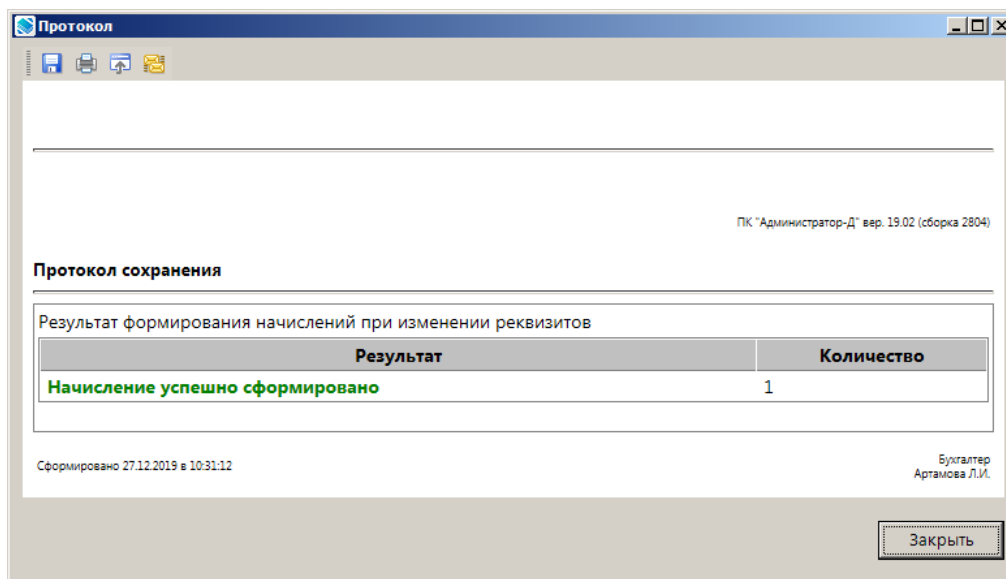 Протокол
ПК "Администратор-Д" вер. 19.02 (сборка 2804)
Протокол сохранения
Результат формирования начислений при изменении реквизитов
Результат Количество
Начисление успешно сформировано 1
Сформировано 27.12.2019 в 10:31:12
Бухгалтер
Артамова Л.И.
Закрыть